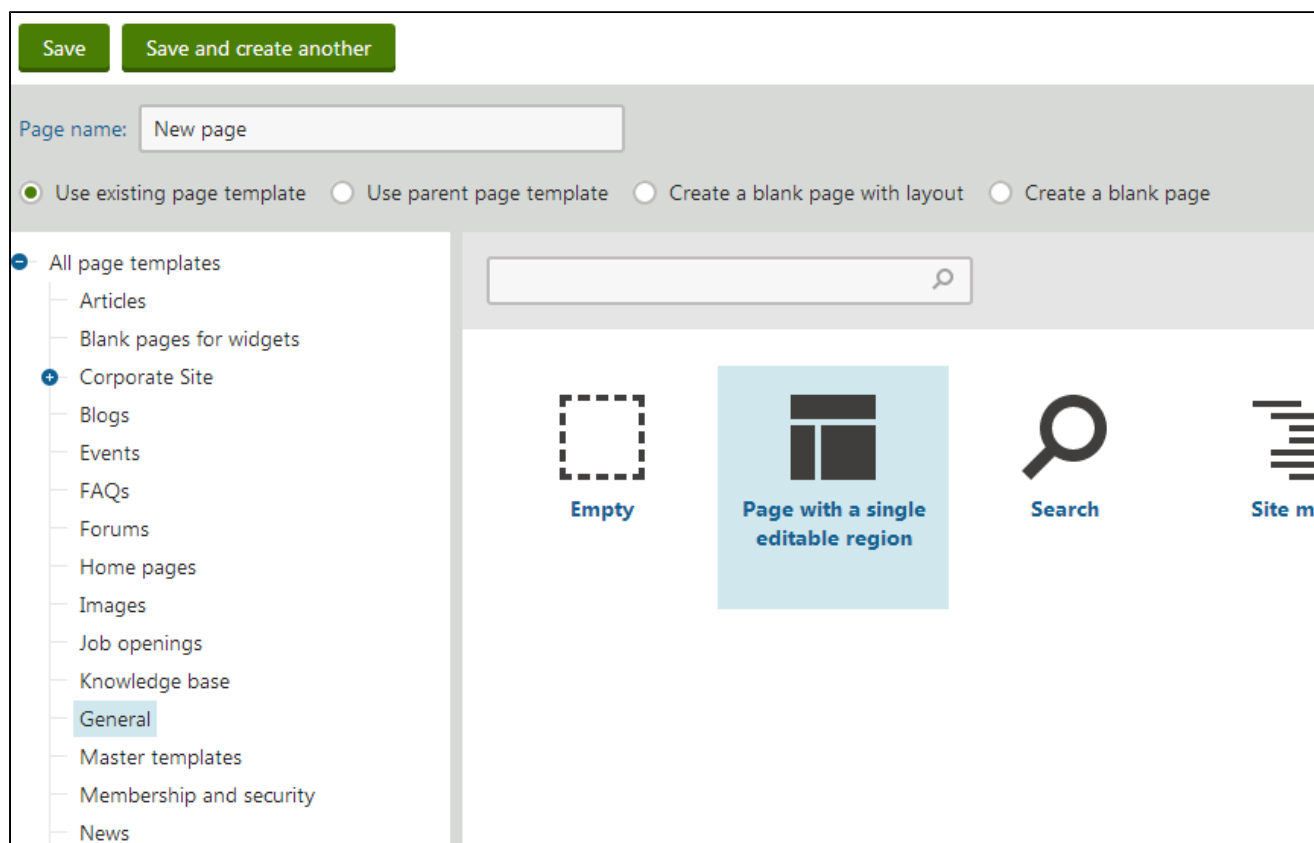 Save
Save and create another
Page name:
New page
Use existing page template
Use parent page template
Create a blank page with layout
Create a blank page
All page templates
Articles
Blank pages for widgets
Corporate Site
Blogs
Events
FAQs
Forums
Home pages
Images
Job openings
Knowledge base
General
Master templates
Membership and security
News
Empty
Page with a single
editable region
Search
Site m